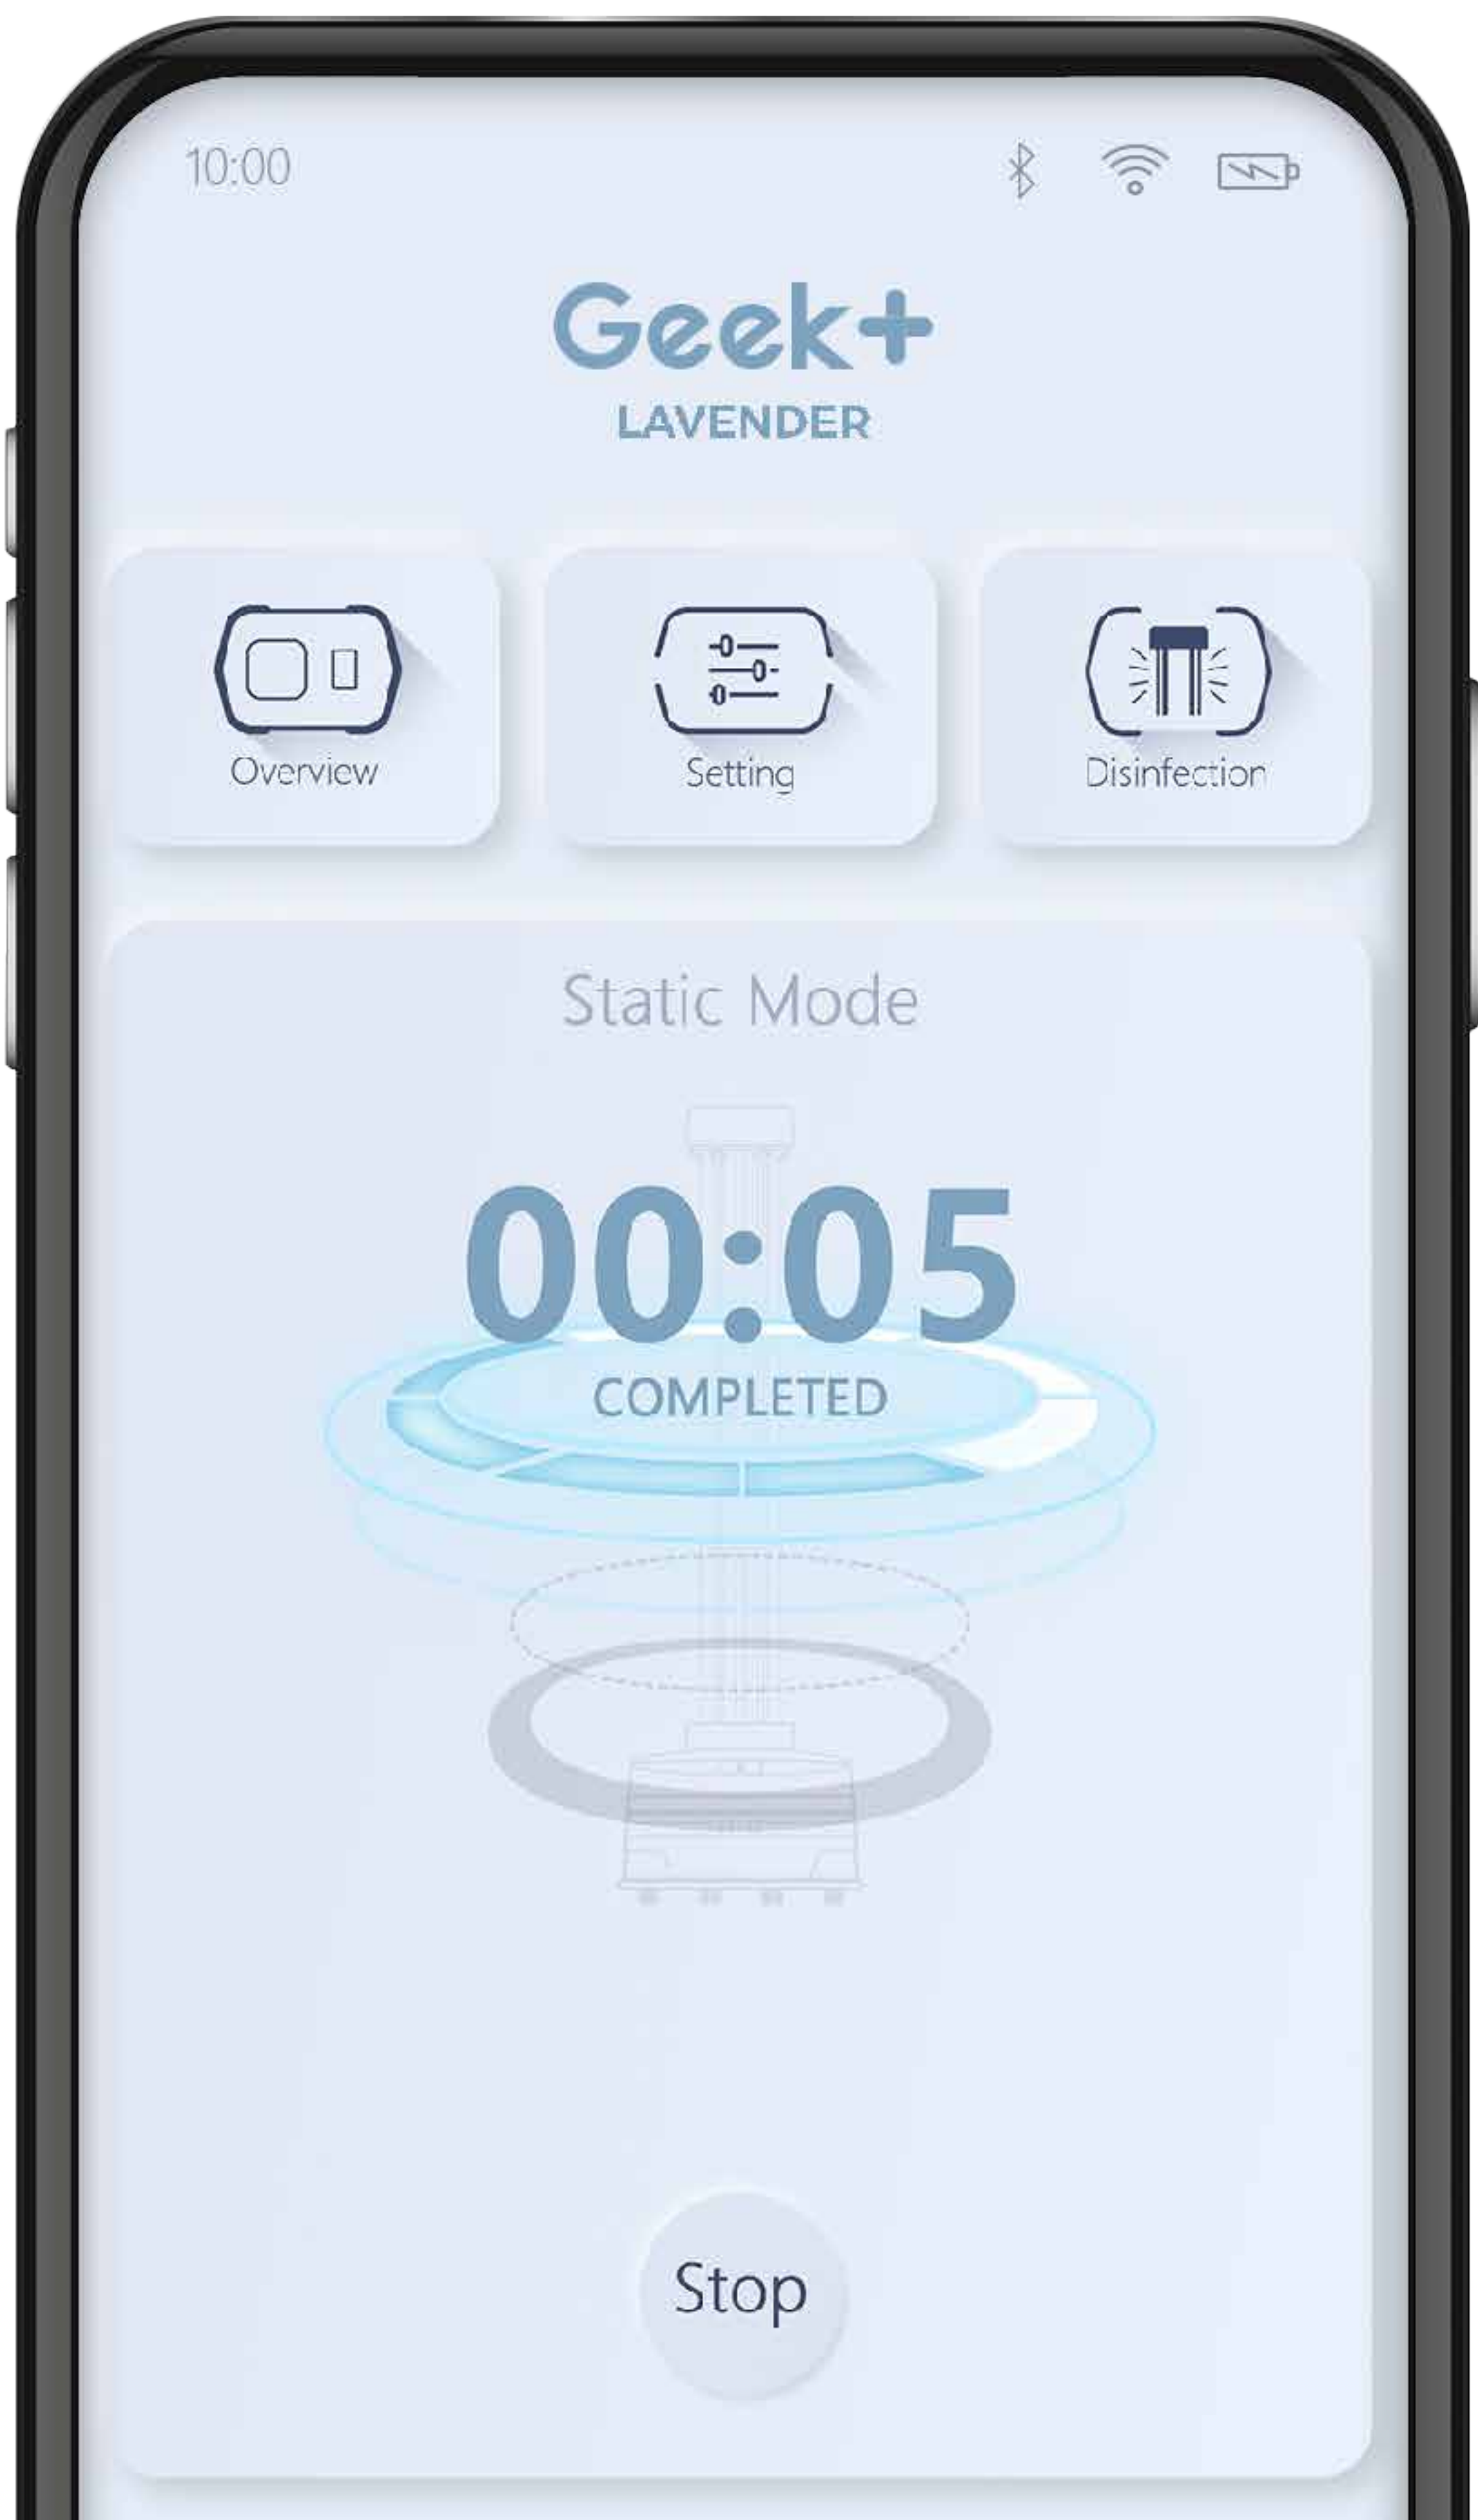 10:00
Geek+
LAVENDER
Overview
Setting
Disinfection
Static Mode
00:05
COMPLETED
Stop